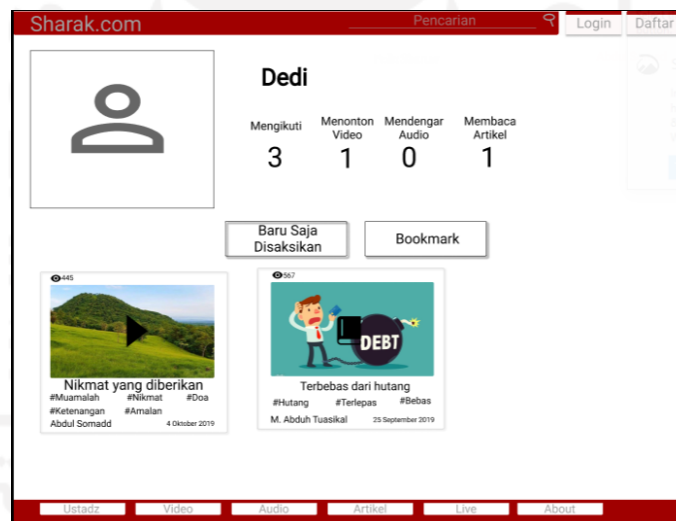 Sharak.com
Pencarian
Login
Daftar
Dedi
Mengikuti
3
Menonton
Video
1
Mendengar
Audio
0
Membaca
Artikel
1
Baru Saja
Disaksikan
Bookmark
445
Nikmat yang diberikan
#Muamalah #Nikmat #Doa
#Ketenangan #Amalan
Abdul Somadd 4 Oktober 2019
567
DEBT
Terbebas dari hutang
#Hutang #Terlepas #Bebas
M. Abduh Tuasikal 25 September 2019
Ustadz Video Audio Artikel Live About